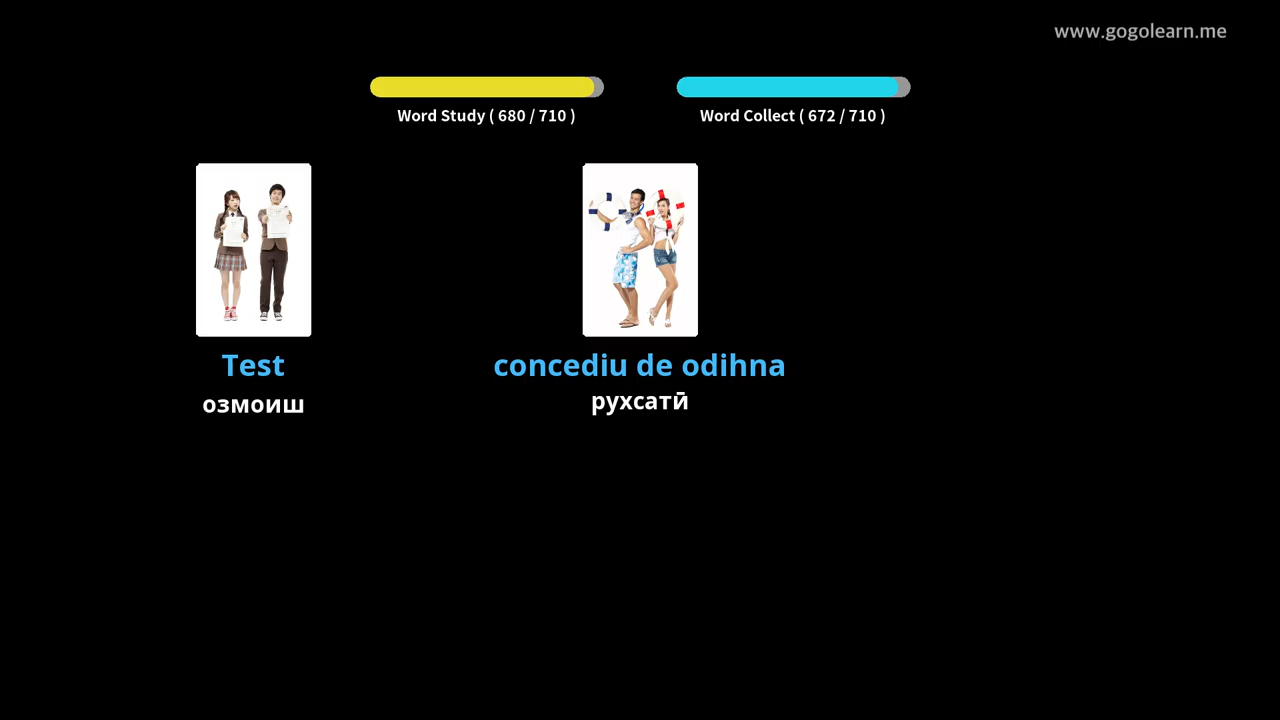 www.gogolearn.me
Word Study ( 680 / 710 )
Word Collect ( 672 / 710 )
Test
concediu de odihna
озмоиш
рухсатӣ